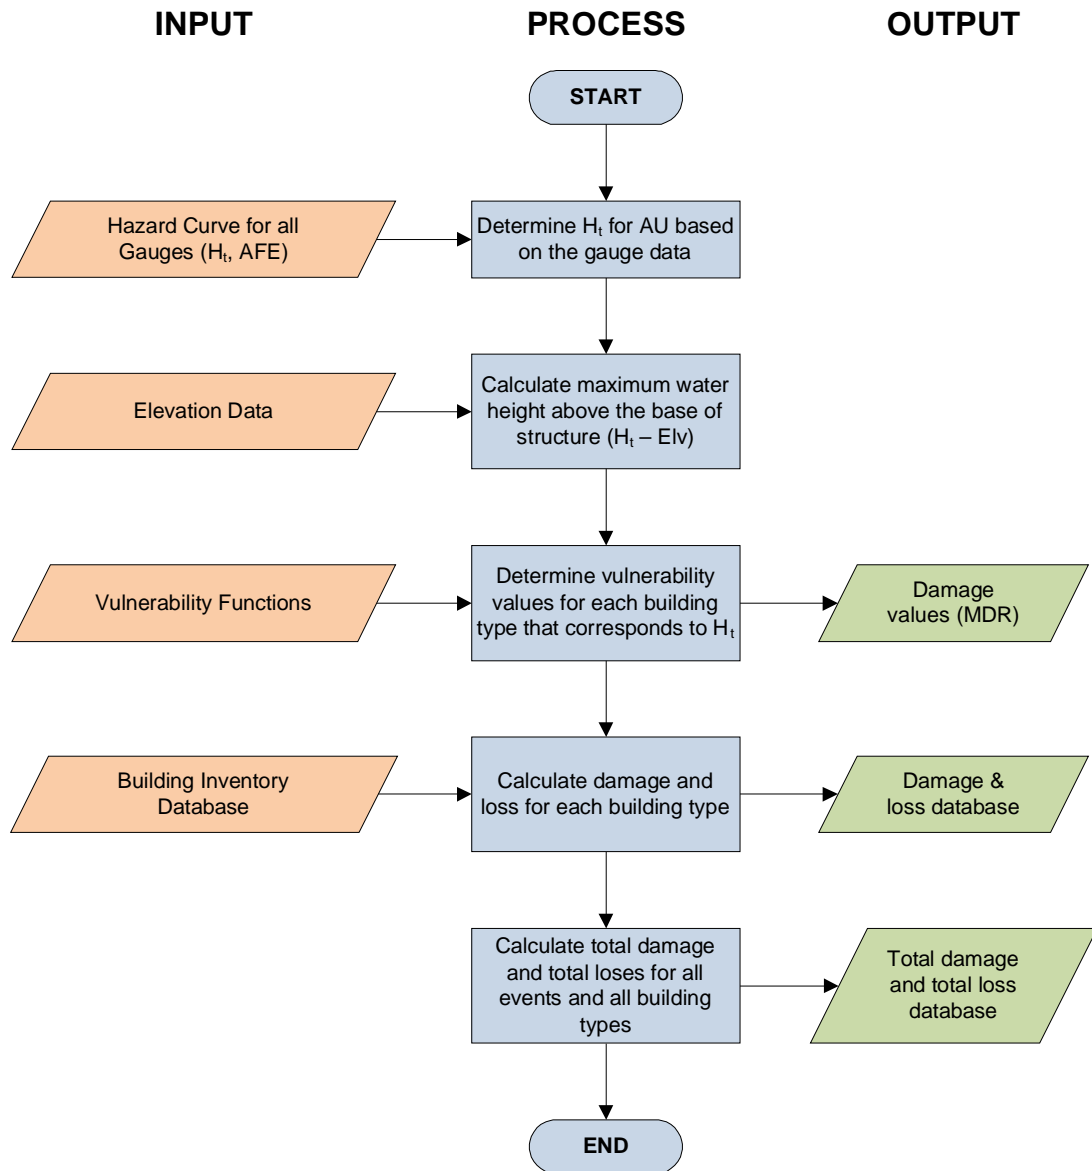 INPUT
PROCESS
OUTPUT
START
Hazard Curve for all
Gauges (Hₜ, AFE)
Determine Hₜ for AU based
on the gauge data
Elevation Data
Calculate maximum water
height above the base of
structure (Hₜ – Elv)
Vulnerability Functions
Determine vulnerability
values for each building
type that corresponds to Hₜ
Damage
values (MDR)
Building Inventory
Database
Calculate damage and
loss for each building type
Damage &
loss database
Calculate total damage
and total loses for all
events and all building
types
Total damage
and total loss
database
END